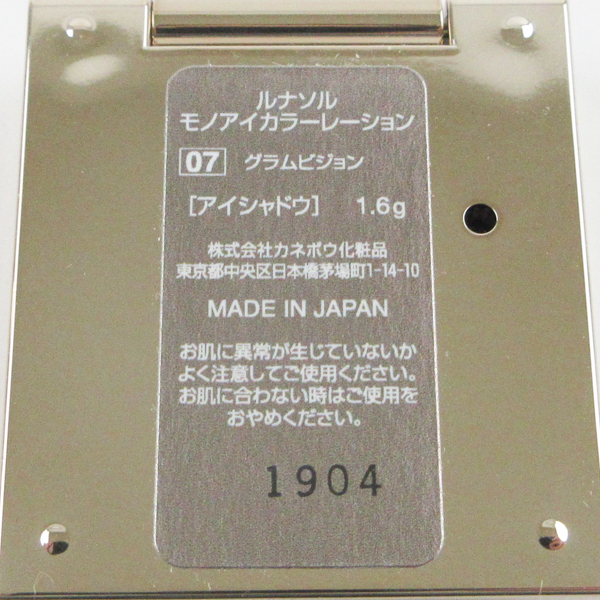 ルナソル
モノアイカラーレーション
07 グラムビジョン
[アイシャドウ] 1.6g
株式会社カネボウ化粧品
東京都中央区日本橋茅場町1-14-10
MADE IN JAPAN
お肌に異常が生じていないか
よく注意してご使用ください。
お肌に合わない時はご使用を
おやめください。
1904